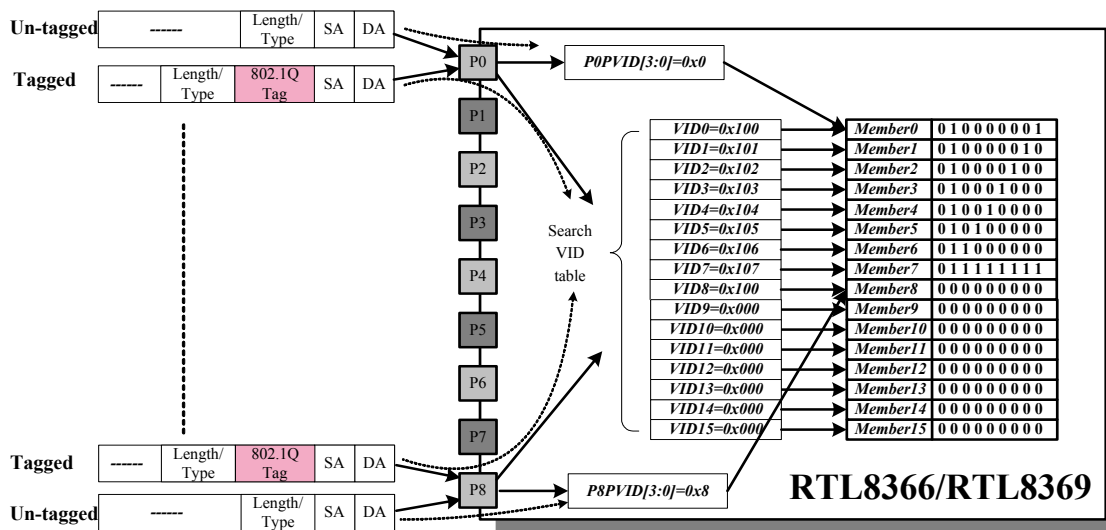 Un-tagged ------ Length/ Type SA DA
Tagged ------ Length/ Type 802.1Q Tag SA DA
P0
P1
P2
P3
P4
P5
P6
P7
P8
P0PVID[3:0]=0x0
Search
VID
table
VID0=0x100 Member0 0 1 0 0 0 0 0 0 1
VID1=0x101 Member1 0 1 0 0 0 0 0 1 0
VID2=0x102 Member2 0 1 0 0 0 0 1 0 0
VID3=0x103 Member3 0 1 0 0 0 1 0 0 0
VID4=0x104 Member4 0 1 0 0 1 0 0 0 0
VID5=0x105 Member5 0 1 0 1 0 0 0 0 0
VID6=0x106 Member6 0 1 1 0 0 0 0 0 0
VID7=0x107 Member7 0 1 1 1 1 1 1 1 1
VID8=0x100 Member8 0 0 0 0 0 0 0 0 0
VID9=0x000 Member9 0 0 0 0 0 0 0 0 0
VID10=0x000 Member10 0 0 0 0 0 0 0 0 0
VID11=0x000 Member11 0 0 0 0 0 0 0 0 0
VID12=0x000 Member12 0 0 0 0 0 0 0 0 0
VID13=0x000 Member13 0 0 0 0 0 0 0 0 0
VID14=0x000 Member14 0 0 0 0 0 0 0 0 0
VID15=0x000 Member15 0 0 0 0 0 0 0 0 0
Tagged ------ Length/ Type 802.1Q Tag SA DA
Un-tagged ------ Length/ Type SA DA
P8PVID[3:0]=0x8
RTL8366/RTL8369